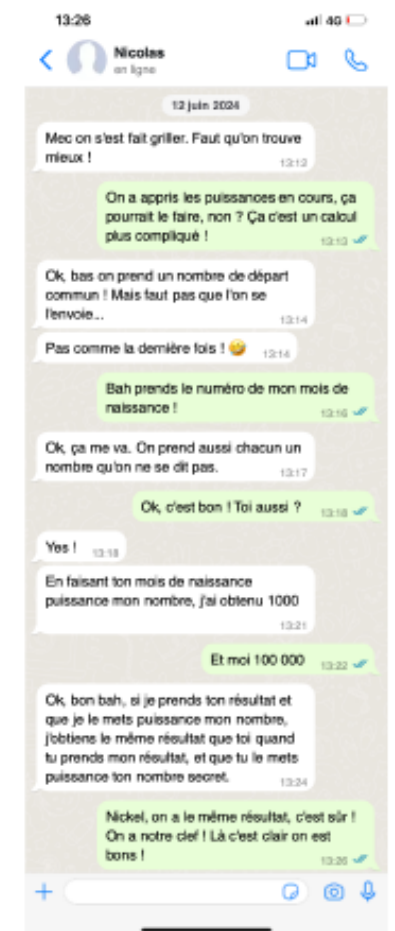 13:26
4G
Nicolas
en ligne
12 juin 2024
Mec on s'est fait griller. Faut qu'on trouve
mieux !
13:13
On a appris les puissances en cours, ça
pourrait le faire, non ? Ça c'est un calcul
plus compliqué !
13:13
Ok, bas on prend un nombre de départ
commun ! Mais faut pas que l'on se
l'envoie...
13:14
Pas comme la dernière fois ! 🤣
13:14
Bah prends le numéro de mon mois de
naissance !
13:16
Ok, ça me va. On prend aussi chacun un
nombre qu'on ne se dit pas.
13:17
Ok, c'est bon ! Toi aussi ?
13:18
Yes !
13:18
En faisant ton mois de naissance
puissance mon nombre, j'ai obtenu 1000
13:21
Et moi 100 000
13:22
Ok, bon bah, si je prends ton résultat et
que je le mets puissance mon nombre,
j'obtiens le même résultat que toi quand
tu prends mon résultat, et que tu le mets
puissance ton nombre secret.
13:24
Nickel, on a le même résultat, c'est sûr !
On a notre clef ! Là c'est clair on est
bons !
13:26